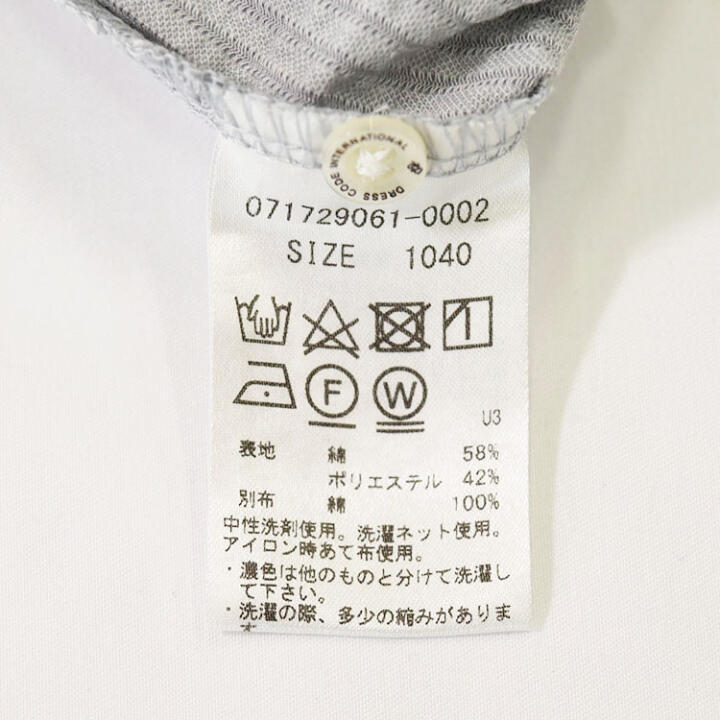 DRESS CODE INTERNATIONAL
071729061-0002
SIZE 1040
F W
U3
表地 綿 58%
ポリエステル 42%
別布 綿 100%
中性洗剤使用。洗濯ネット使用。
アイロン時あて布使用。
・濃色は他のものと分けて洗濯し
て下さい。
・洗濯の際、多少の縮みがありま
す